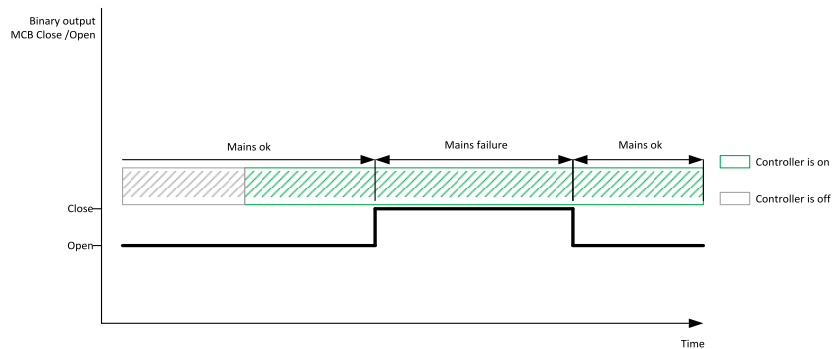 Binary output
MCB Close /Open
Mains ok
Mains failure
Mains ok
Controller is on
Controller is off
Close
Open
Time